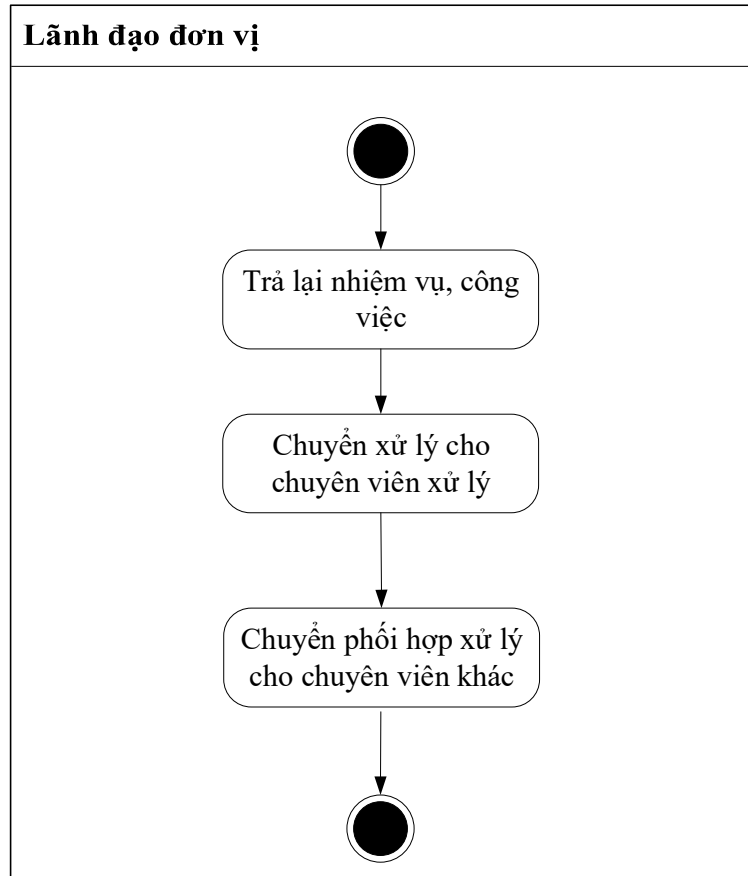 Lãnh đạo đơn vị
Trả lại nhiệm vụ, công
việc
Chuyển xử lý cho
chuyên viên xử lý
Chuyển phối hợp xử lý
cho chuyên viên khác